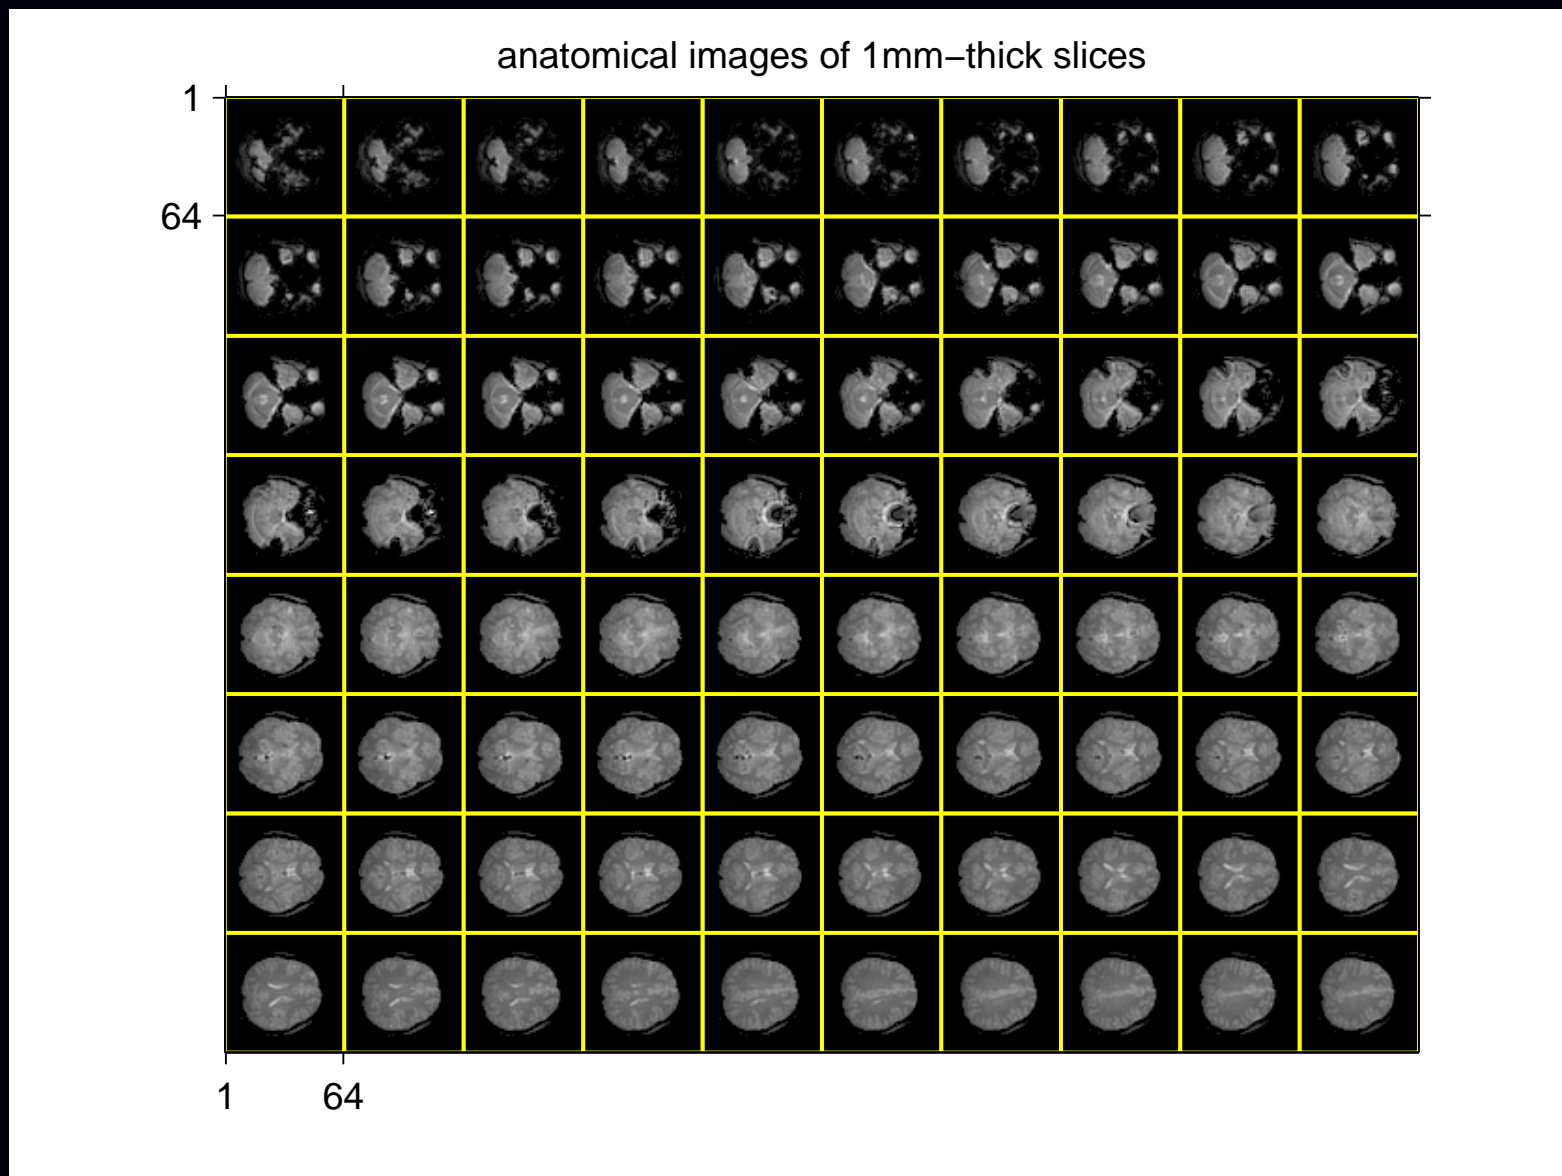 anatomical images of 1mm−thick slices
1
64
1 64